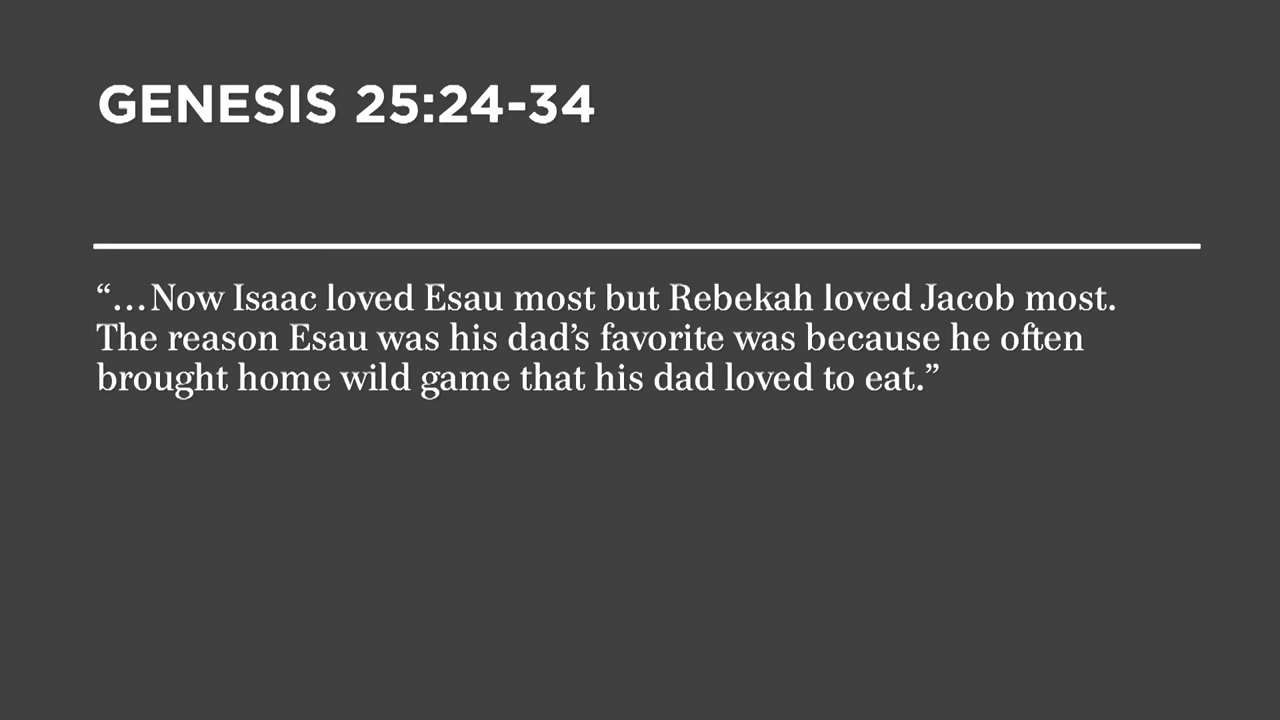 GENESIS 25:24-34
“…Now Isaac loved Esau most but Rebekah loved Jacob most.
The reason Esau was his dad’s favorite was because he often
brought home wild game that his dad loved to eat.”